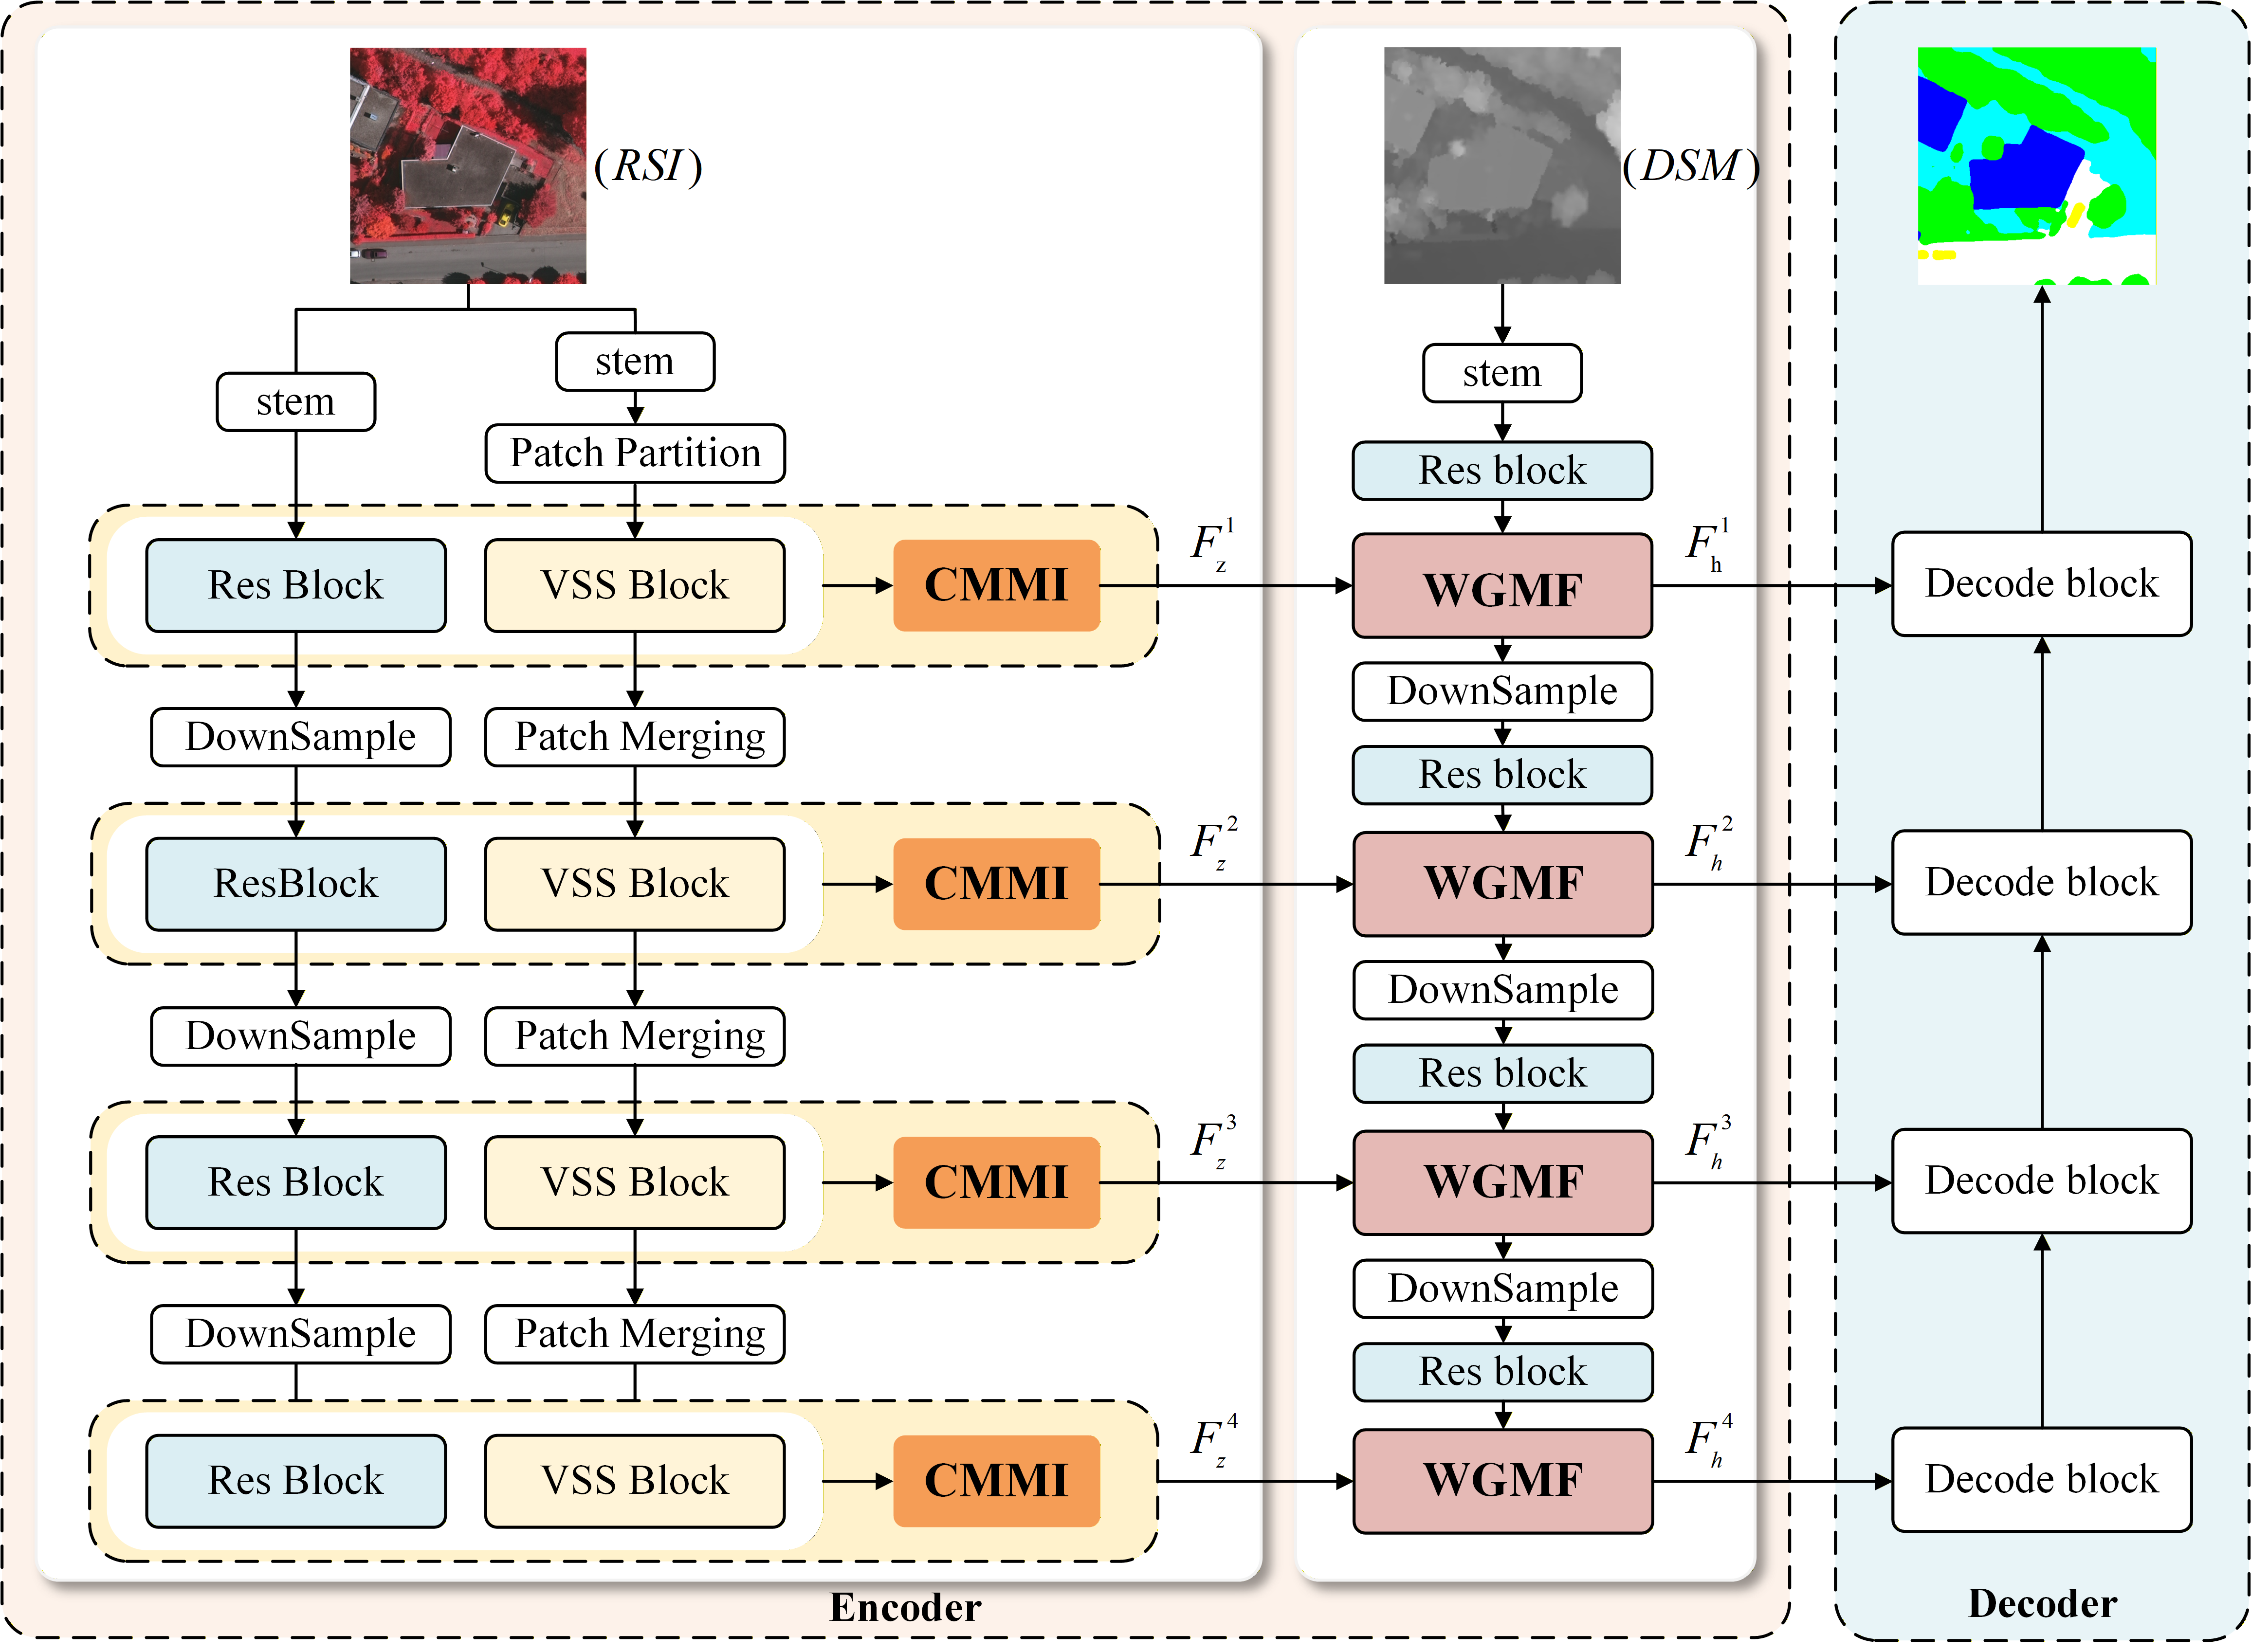 (RSI)
(DSM)
stem
stem
stem
Patch Partition
Res block
Res Block
VSS Block
CMMI
F_z^1
WGMF
F_h^1
Decode block
DownSample
Patch Merging
DownSample
Res block
ResBlock
VSS Block
CMMI
F_z^2
WGMF
F_h^2
Decode block
DownSample
Patch Merging
DownSample
Res block
Res Block
VSS Block
CMMI
F_z^3
WGMF
F_h^3
Decode block
DownSample
Patch Merging
DownSample
Res block
Res Block
VSS Block
CMMI
F_z^4
WGMF
F_h^4
Decode block
Encoder
Decoder